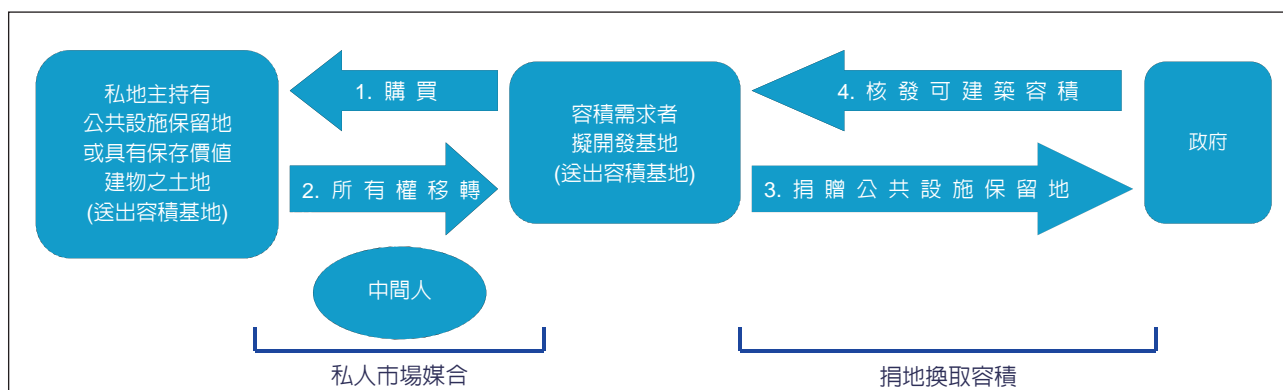 私地主持有
公共設施保留地
或具有保存價值
建物之土地
(送出容積基地)
1. 購買
2. 所有權移轉
中間人
容積需求者
擬開發基地
(送出容積基地)
4. 核發可建築容積
3. 捐贈公共設施保留地
政府
私人市場媒合
捐地換取容積